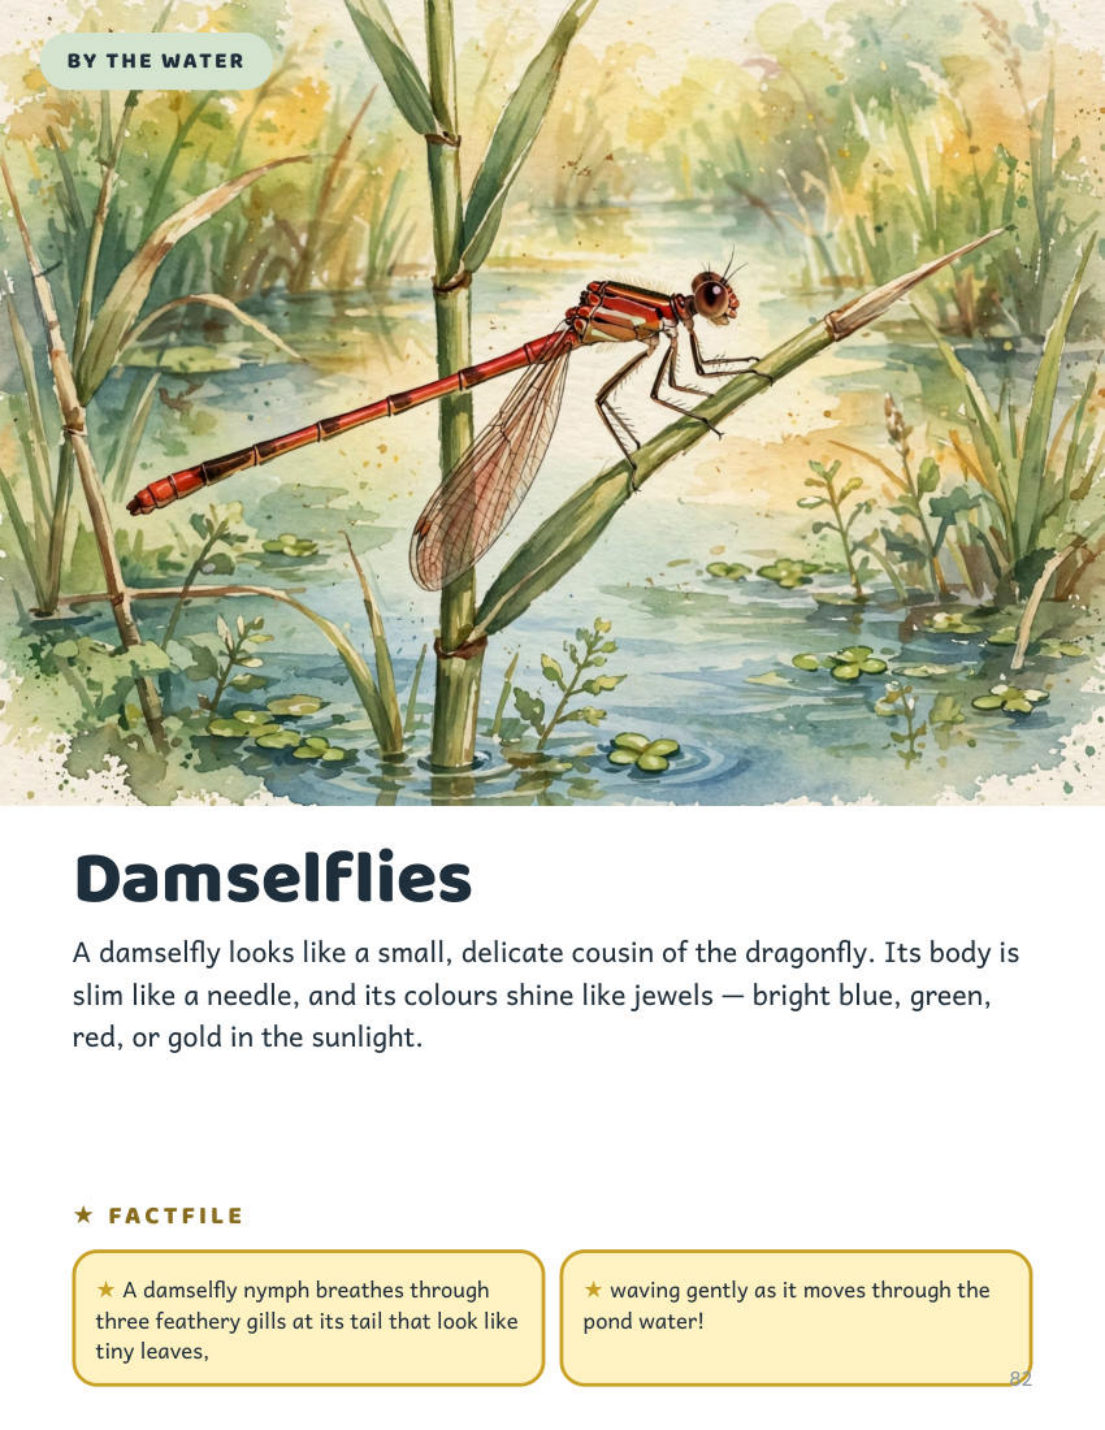 BY THE WATER
Damselflies
A damselfly looks like a small, delicate cousin of the dragonfly. Its body is
slim like a needle, and its colours shine like jewels — bright blue, green,
red, or gold in the sunlight.
★ FACTFILE
★ A damselfly nymph breathes through
three feathery gills at its tail that look like
tiny leaves,
★ waving gently as it moves through the
pond water!
82